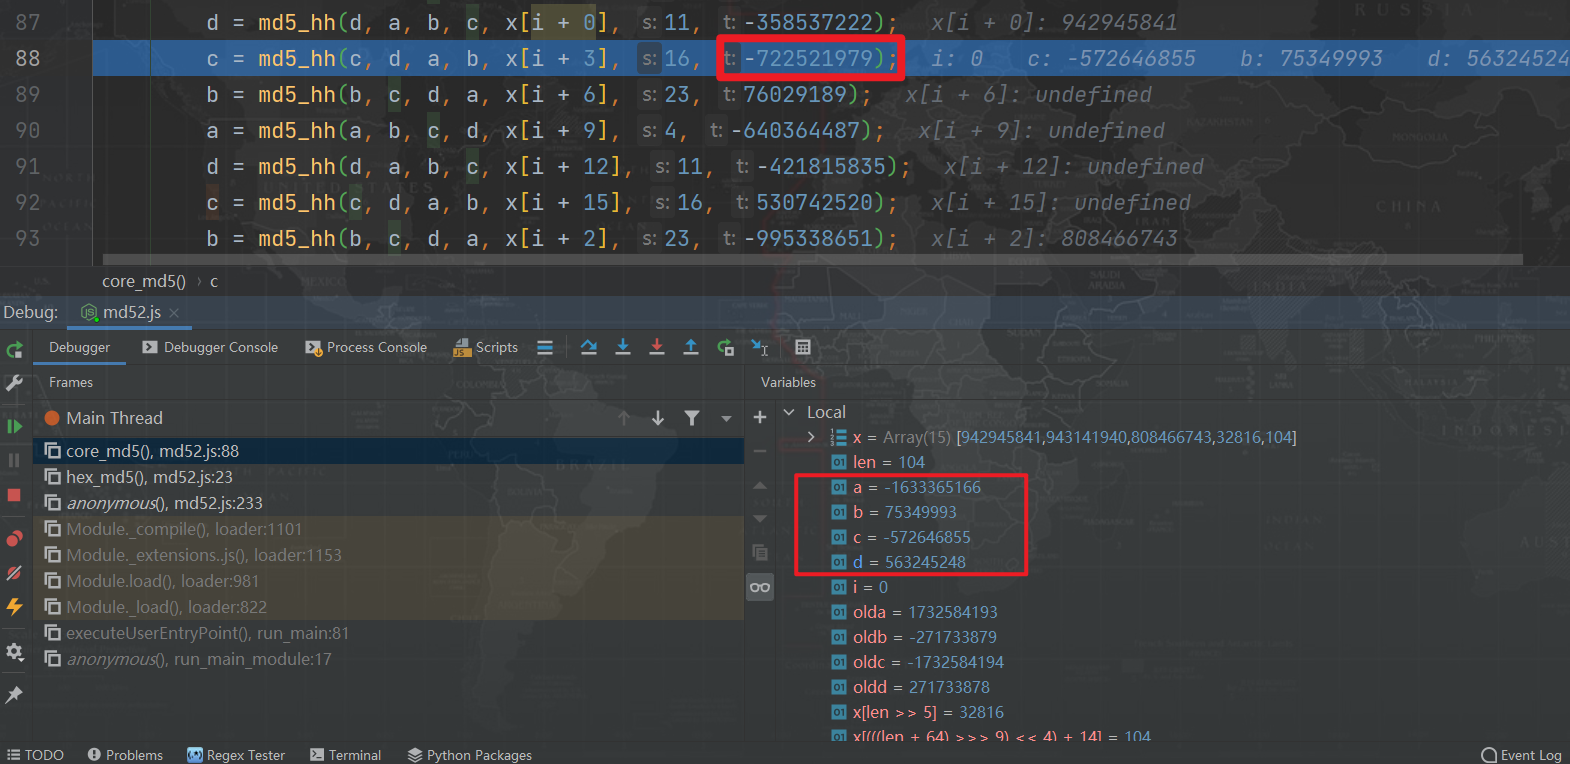 87 d = md5_hh(d, a, b, c, x[i + 0], s: 11, t: -358537222); x[i + 0]: 942945841
88 c = md5_hh(c, d, a, b, x[i + 3], s: 16, t: -722521979); i: 0 c: -572646855 b: 75349993 d: 56324524
89 b = md5_hh(b, c, d, a, x[i + 6], s: 23, t: 76029189); x[i + 6]: undefined
90 a = md5_hh(a, b, c, d, x[i + 9], s: 4, t: -640364487); x[i + 9]: undefined
91 d = md5_hh(d, a, b, c, x[i + 12], s: 11, t: -421815835); x[i + 12]: undefined
92 c = md5_hh(c, d, a, b, x[i + 15], s: 16, t: 530742520); x[i + 15]: undefined
93 b = md5_hh(b, c, d, a, x[i + 2], s: 23, t: -995338651); x[i + 2]: 808466743
core_md5() › c
Debug: md52.js
Debugger Debugger Console Process Console Scripts
Frames
Main Thread
core_md5(), md52.js:88
hex_md5(), md52.js:23
anonymous(), md52.js:233
Module._compile(), loader:1101
Module._extensions..js(), loader:1153
Module.load(), loader:981
Module._load(), loader:822
executeUserEntryPoint(), run_main:81
anonymous(), run_main_module:17
Variables
Local
x = Array(15) [942945841,943141940,808466743,32816,104]
len = 104
a = -1633365166
b = 75349993
c = -572646855
d = 563245248
i = 0
olda = 1732584193
oldb = -271733879
oldc = -1732584194
oldd = 271733878
x[len >> 5] = 32816
x[(((len + 64) >>> 9) << 4) + 14] = 104
TODO Problems Regex Tester Terminal Python Packages Event Log